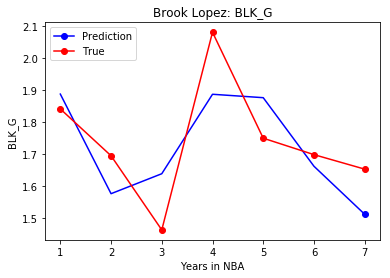 Brook Lopez: BLK_G
Prediction
True
2.1
2.0
1.9
1.8
1.7
1.6
1.5
BLK_G
1 2 3 4 5 6 7
Years in NBA